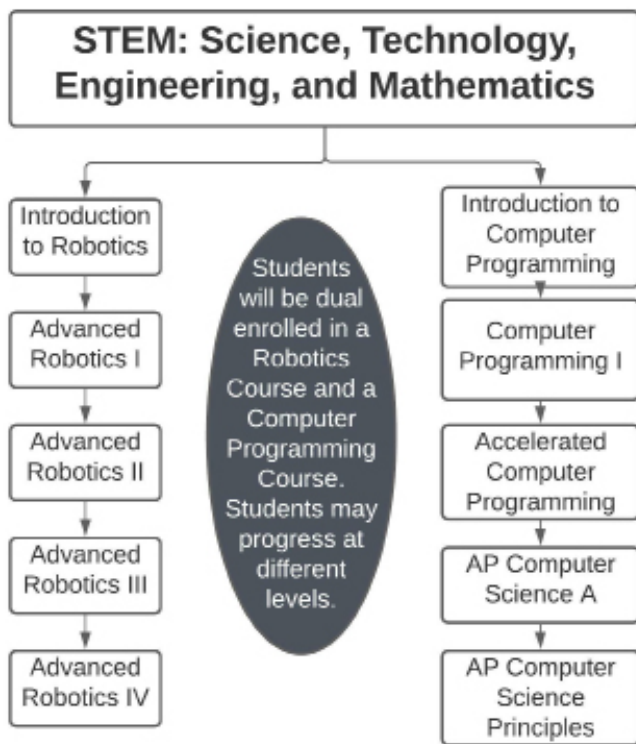 STEM: Science, Technology,
Engineering, and Mathematics
Introduction
to Robotics
Advanced
Robotics I
Advanced
Robotics II
Advanced
Robotics III
Advanced
Robotics IV
Students
will be dual
enrolled in a
Robotics
Course and a
Computer
Programming
Course.
Students may
progress at
different
levels.
Introduction to
Computer
Programming
Computer
Programming I
Accelerated
Computer
Programming
AP Computer
Science A
AP Computer
Science
Principles